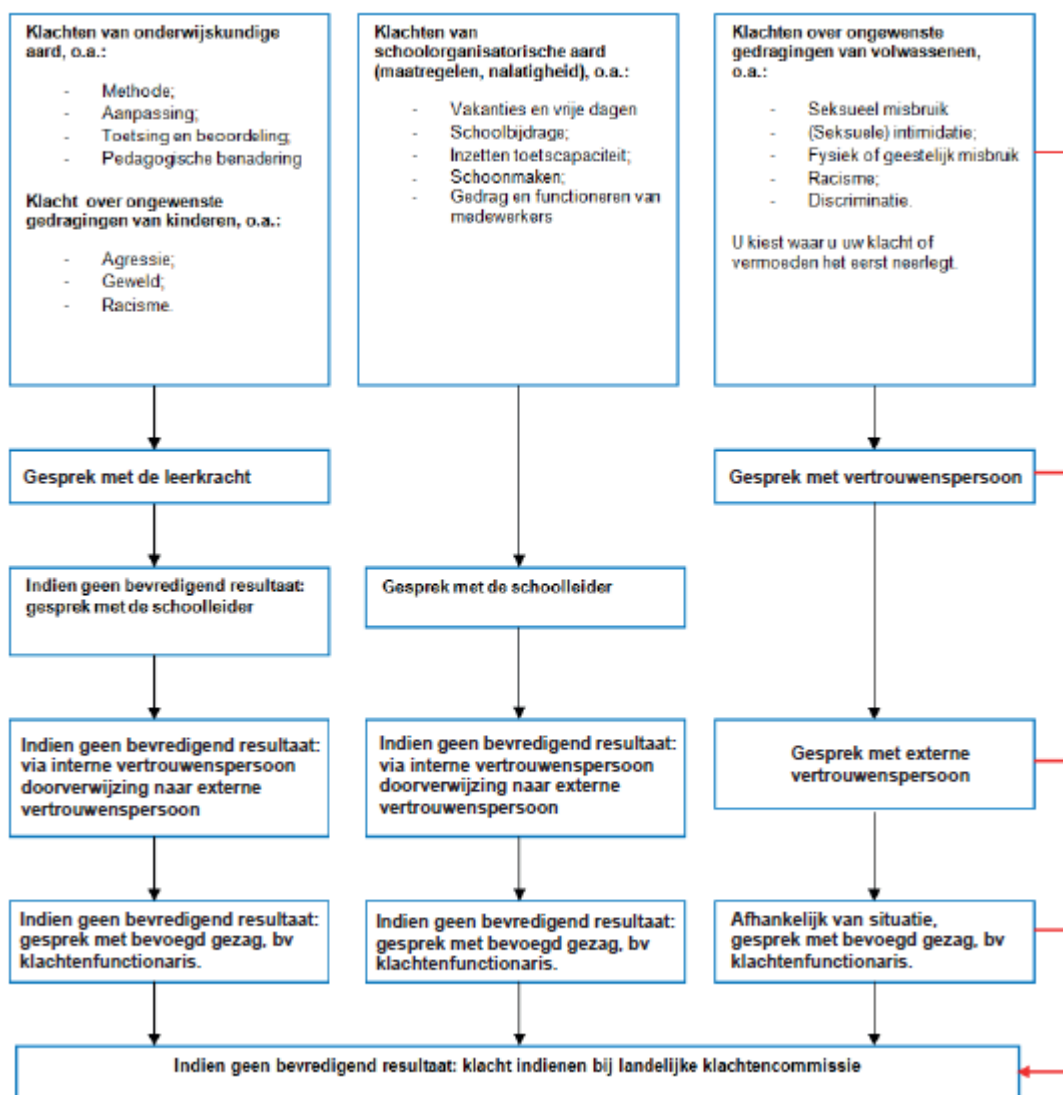 Klachten van onderwijskundige
aard, o.a.:
- Methode;
- Aanpassing;
- Toetsing en beoordeling;
- Pedagogische benadering
Klacht over ongewenste
gedragingen van kinderen, o.a.:
- Agressie;
- Geweld;
- Racisme.
Klachten van
schoolorganisatorische aard
(maatregelen, nalatigheid), o.a.:
- Vakanties en vrije dagen
- Schoolbijdrage;
- Inzetten toetscapaciteit;
- Schoonmaken;
- Gedrag en functioneren van
medewerkers
Klachten over ongewenste
gedragingen van volwassenen,
o.a.:
- Seksueel misbruik
- (Seksuele) intimidatie;
- Fysiek of geestelijk misbruik
- Racisme;
- Discriminatie.
U kiest waar u uw klacht of
vermoeden het eerst neerlegt.
Gesprek met de leerkracht
Gesprek met vertrouwenspersoon
Indien geen bevredigend resultaat:
gesprek met de schoolleider
Gesprek met de schoolleider
Indien geen bevredigend resultaat:
via interne vertrouwenspersoon
doorverwijzing naar externe
vertrouwenspersoon
Indien geen bevredigend resultaat:
via interne vertrouwenspersoon
doorverwijzing naar externe
vertrouwenspersoon
Gesprek met externe
vertrouwenspersoon
Indien geen bevredigend resultaat:
gesprek met bevoegd gezag, bv
klachtenfunctionaris.
Indien geen bevredigend resultaat:
gesprek met bevoegd gezag, bv
klachtenfunctionaris.
Afhankelijk van situatie,
gesprek met bevoegd gezag, bv
klachtenfunctionaris.
Indien geen bevredigend resultaat: klacht indienen bij landelijke klachtencommissie